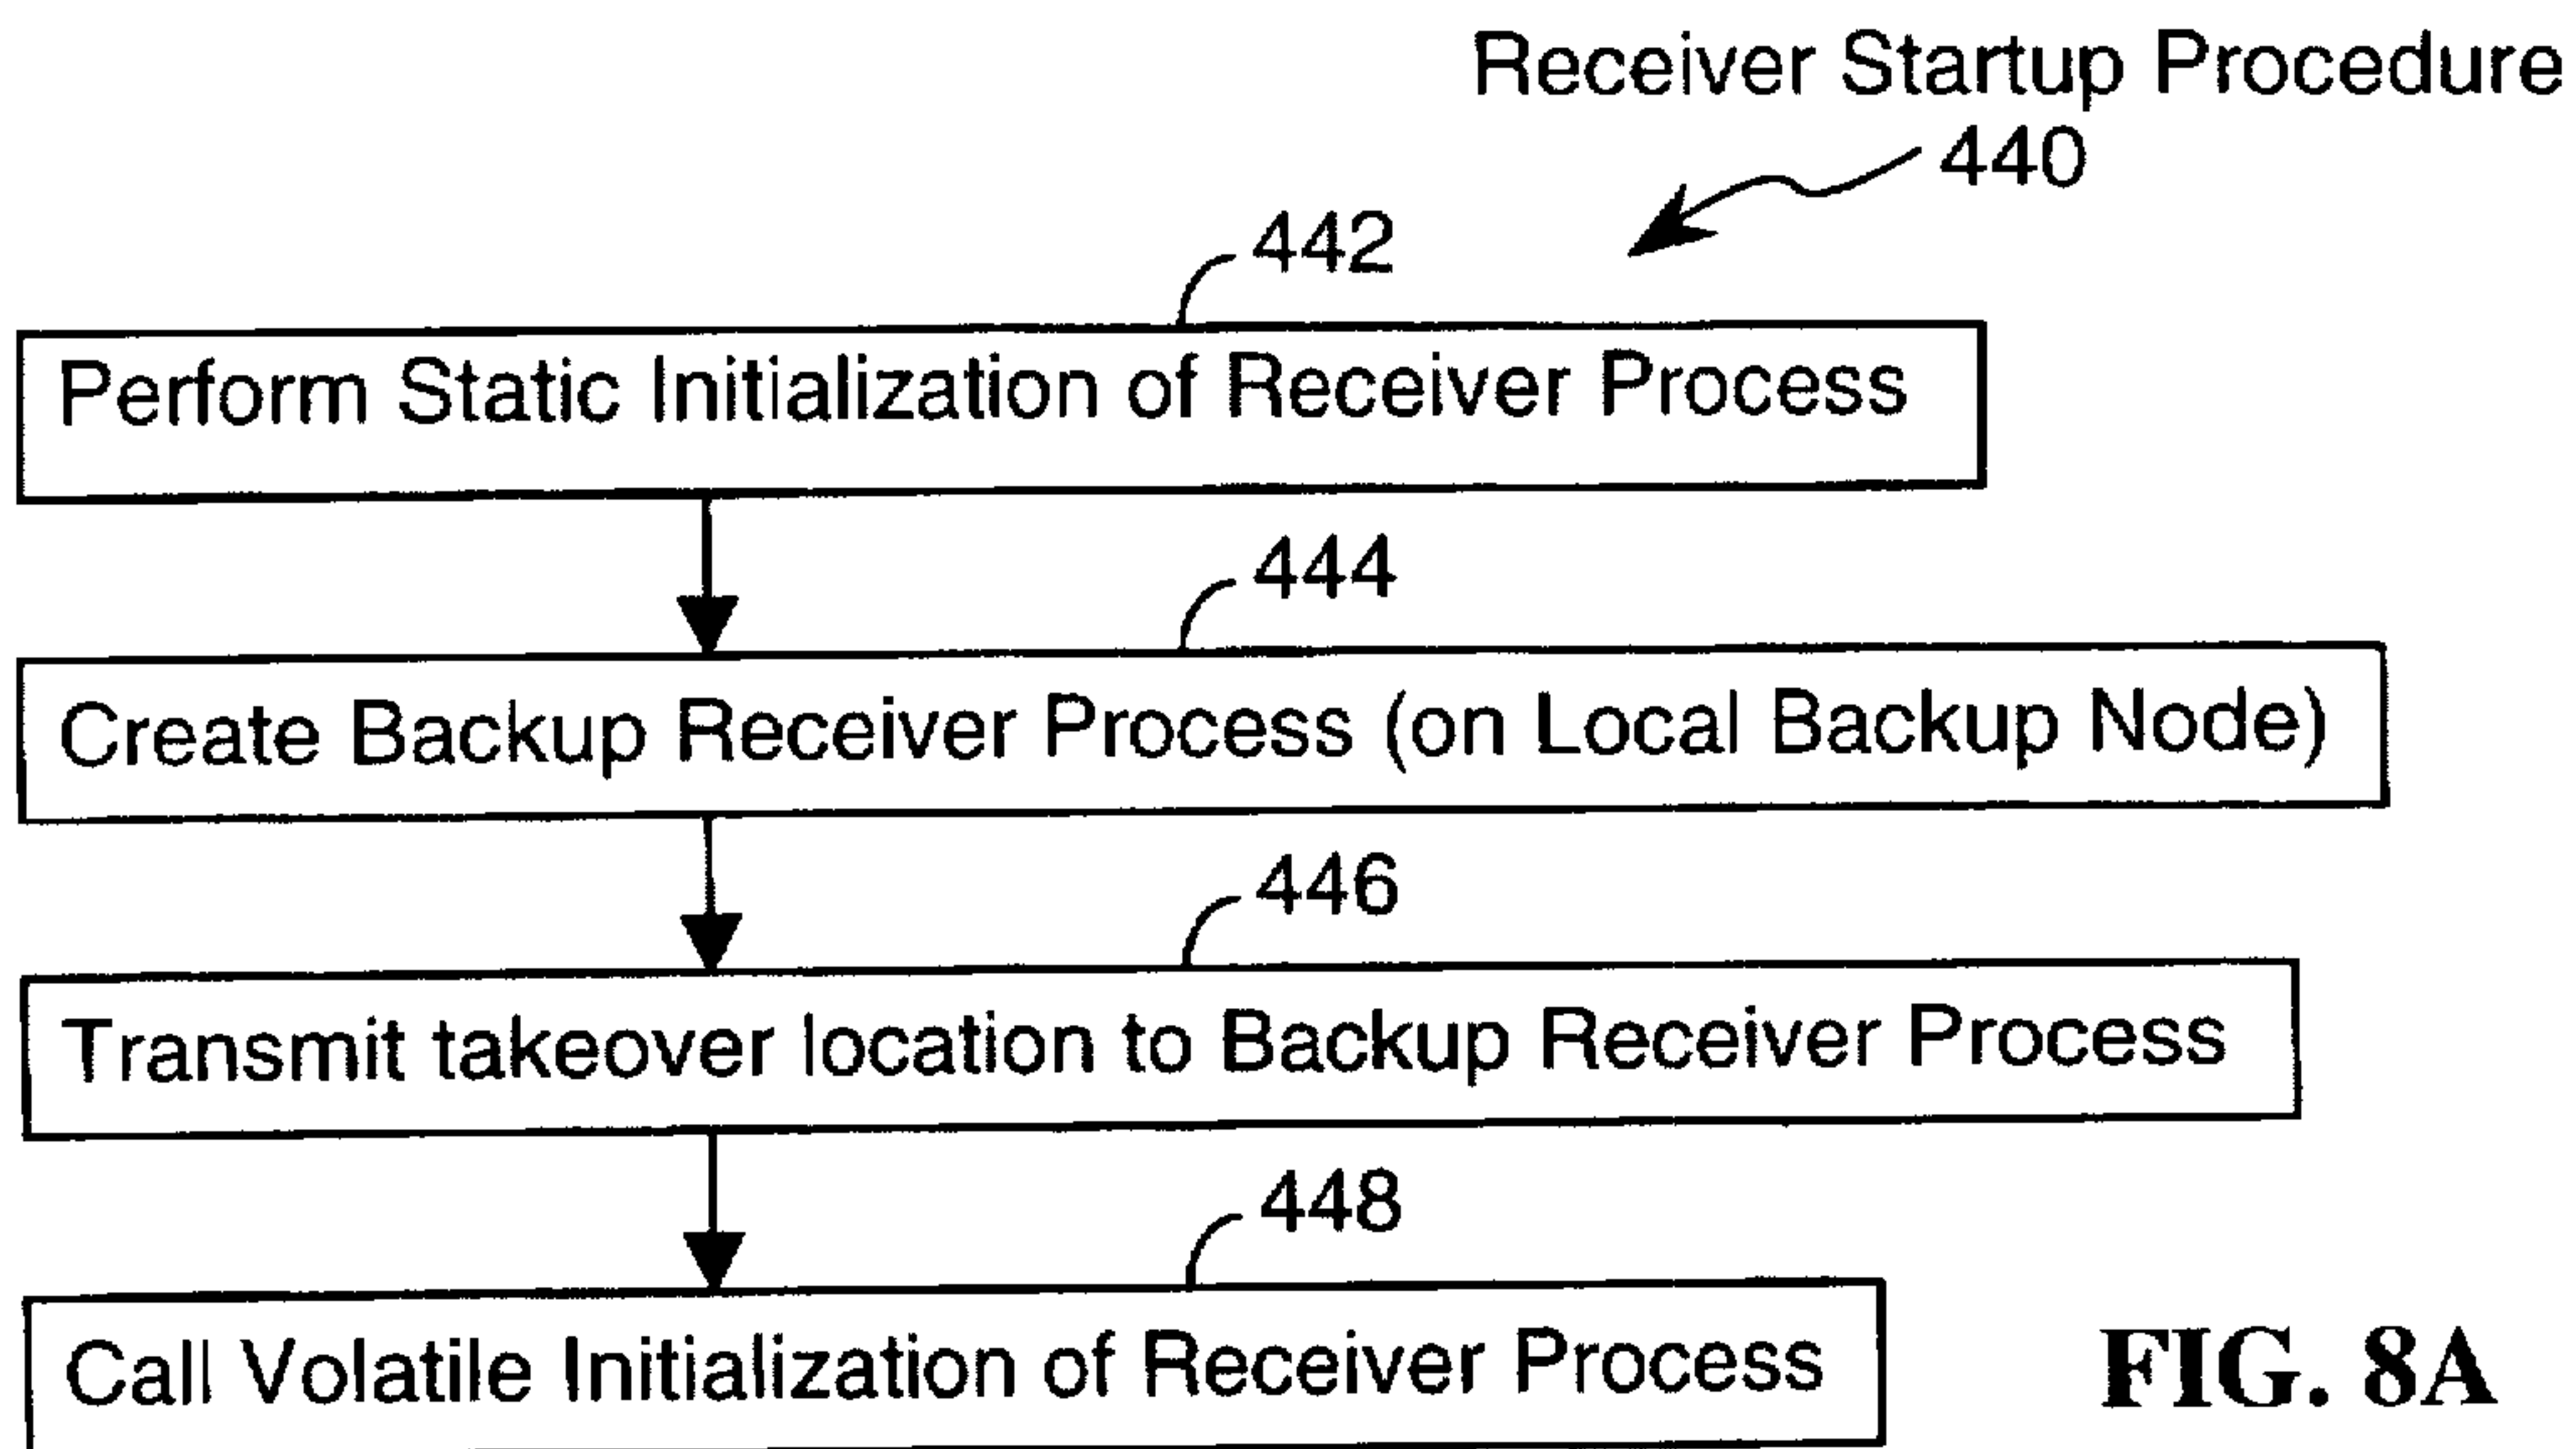 Receiver Startup Procedure
440
442
Perform Static Initialization of Receiver Process
444
Create Backup Receiver Process (on Local Backup Node)
446
Transmit takeover location to Backup Receiver Process
448
Call Volatile Initialization of Receiver Process
FIG. 8A